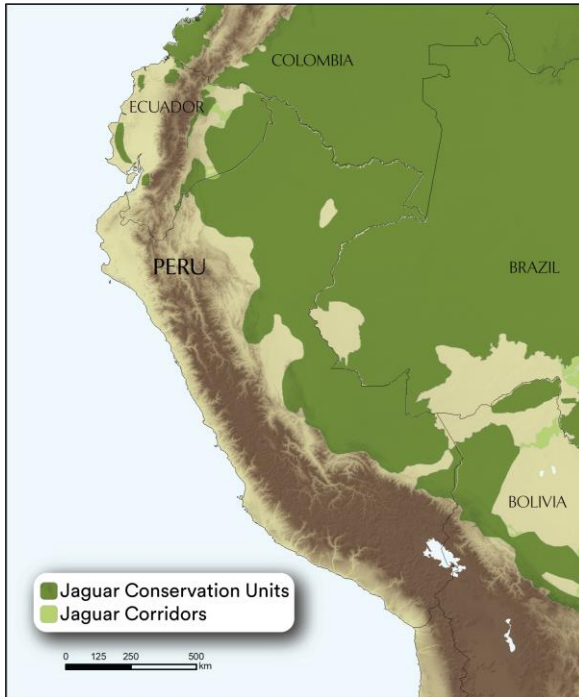 COLOMBIA
ECUADOR
PERU
BRAZIL
BOLIVIA
Jaguar Conservation Units
Jaguar Corridors
0 125 250 500
km